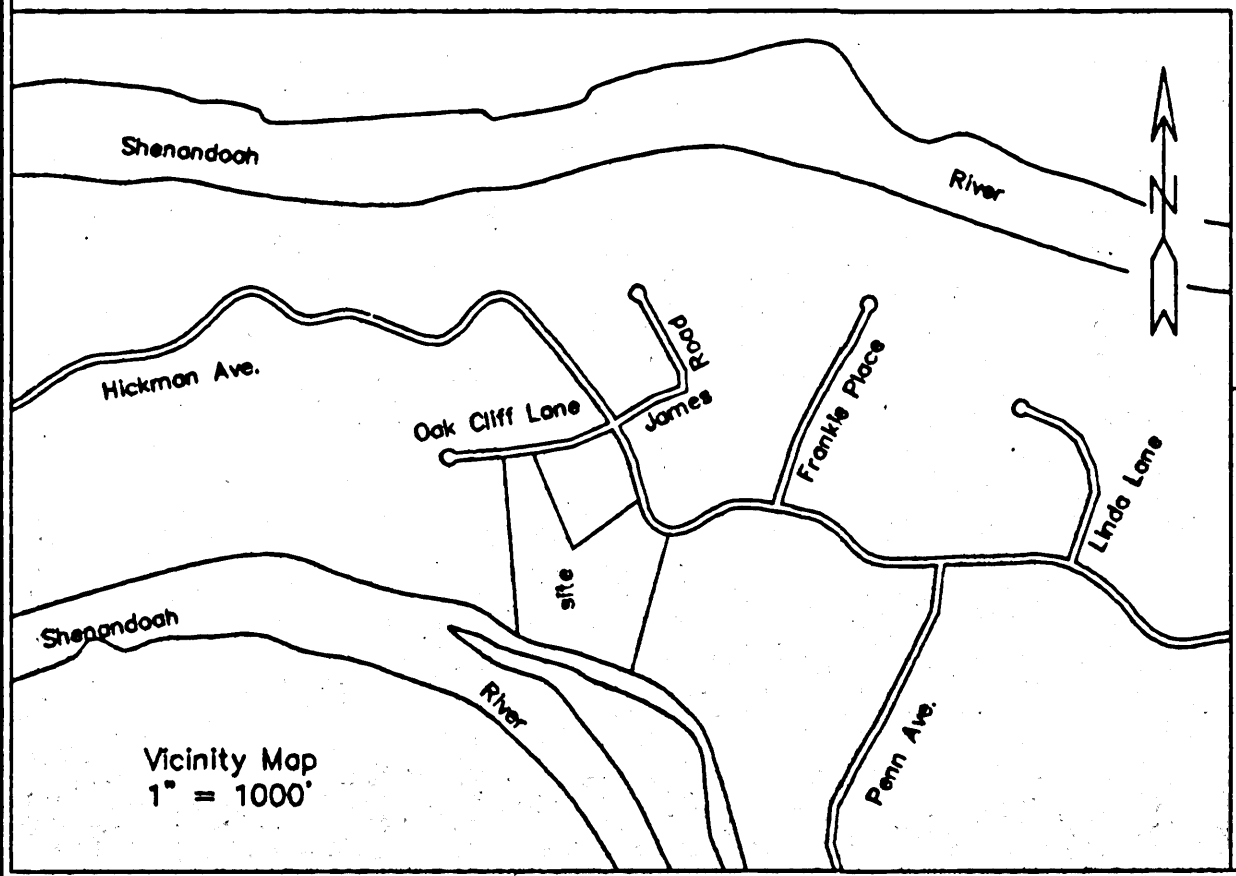 Shenandoah
River
N
Hickman Ave.
Oak Cliff Lane
James
Road
Frankie Place
Linda Lane
site
Shenandoah
River
Penn Ave.
Vicinity Map
1" = 1000'